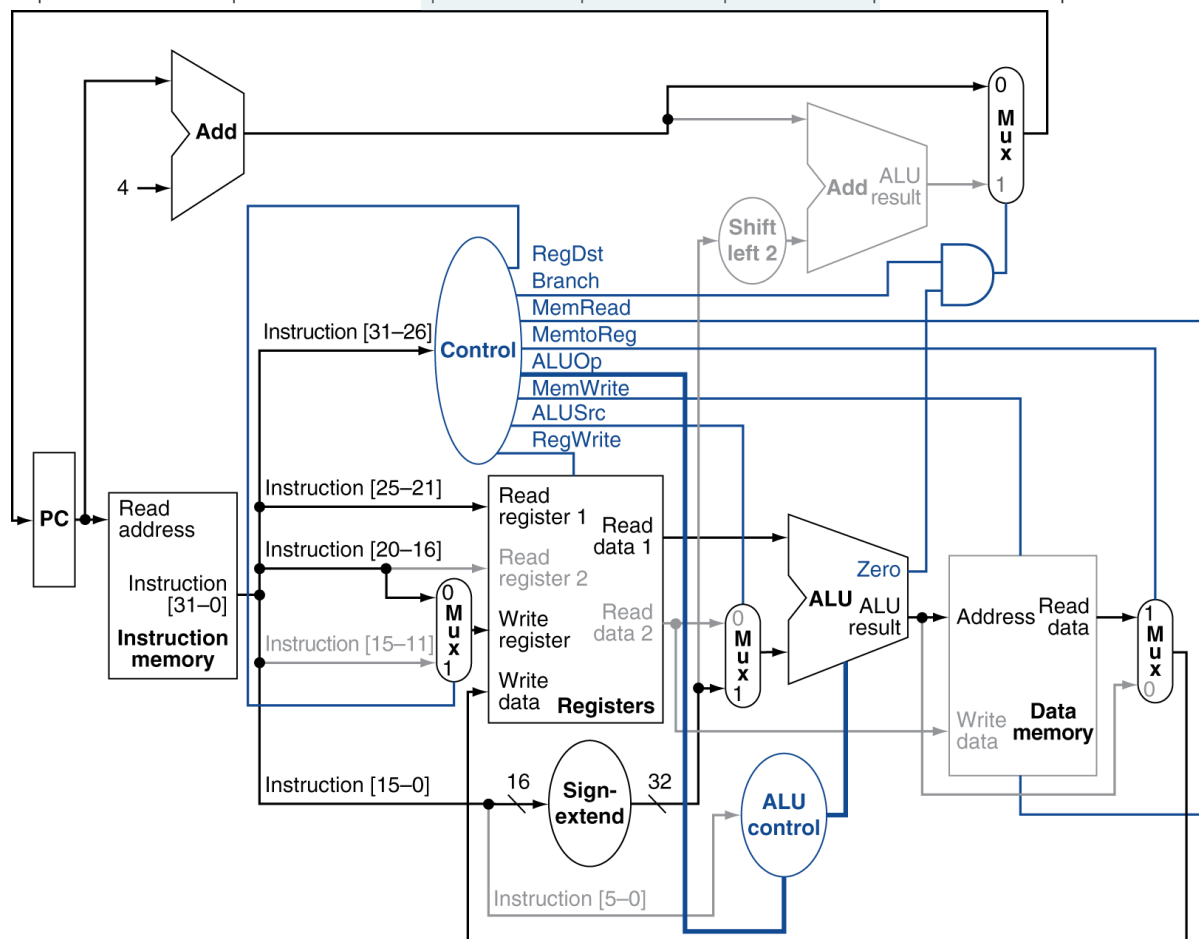 0
Mux
1
Add
4
Add
ALU
result
Shift
left 2
RegDst
Branch
MemRead
MemtoReg
ALUOp
MemWrite
ALUSrc
RegWrite
Control
Instruction [31–26]
PC
Read
address
Instruction
[31–0]
Instruction
memory
Instruction [25–21]
Instruction [20–16]
Instruction [15–11]
0
Mux
1
Read
register 1
Read
register 2
Write
register
Write
data
Read
data 1
Read
data 2
Registers
0
Mux
1
Zero
ALU
ALU
result
Address
Read
data
Write
data
Data
memory
1
Mux
0
Instruction [15–0]
16
Sign-
extend
32
ALU
control
Instruction [5–0]